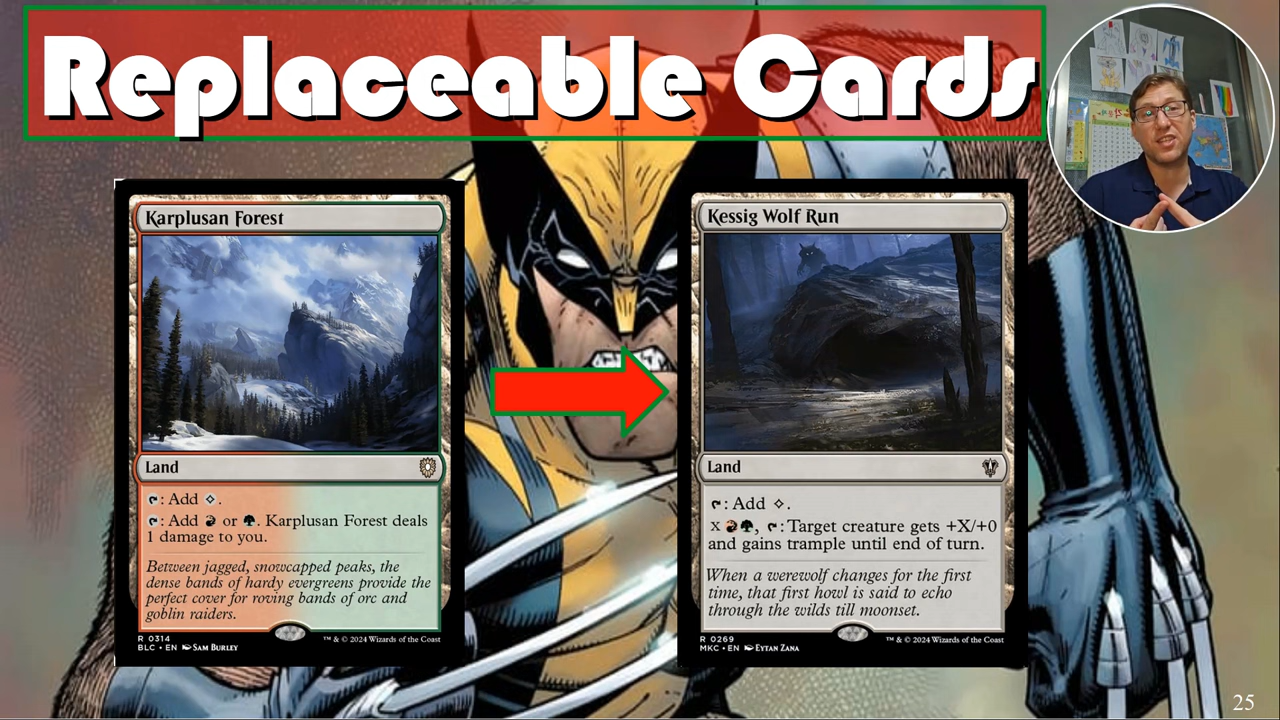 Replaceable Cards
Karplusan Forest
Land
: Add .
: Add or . Karplusan Forest deals
1 damage to you.
Between jagged, snowcapped peaks, the
dense bands of hardy evergreens provide the
perfect cover for roving bands of orc and
goblin raiders.
R 0314
BLC • EN SAM BURLEY
™ & © 2024 Wizards of the Coast
Kessig Wolf Run
Land
: Add .
X , : Target creature gets +X/+0
and gains trample until end of turn.
When a werewolf changes for the first
time, that first howl is said to echo
through the wilds till moonset.
R 0269
MKC • EN EYTAN ZANA
™ & © 2024 Wizards of the Coast
25